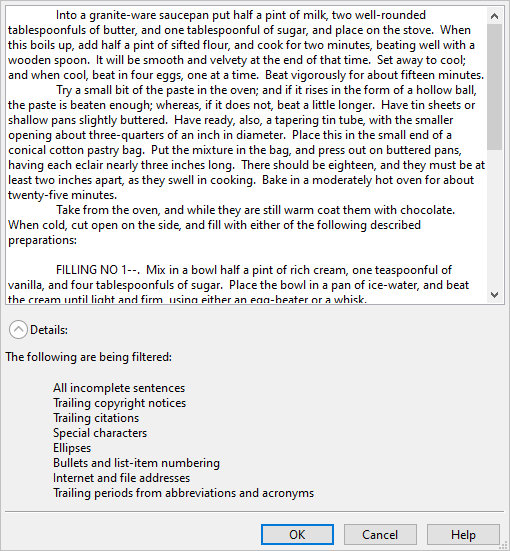 Into a granite-ware saucepan put half a pint of milk, two well-rounded
tablespoonfuls of butter, and one tablespoonful of sugar, and place on the stove.  When
this boils up, add half a pint of sifted flour, and cook for two minutes, beating well with a
wooden spoon.  It will be smooth and velvety at the end of that time.  Set away to cool;
and when cool, beat in four eggs, one at a time.  Beat vigorously for about fifteen minutes.
Try a small bit of the paste in the oven; and if it rises in the form of a hollow ball,
the paste is beaten enough; whereas, if it does not, beat a little longer.  Have tin sheets or
shallow pans slightly buttered.  Have ready, also, a tapering tin tube, with the smaller
opening about three-quarters of an inch in diameter.  Place this in the small end of a
conical cotton pastry bag.  Put the mixture in the bag, and press out on buttered pans,
having each eclair nearly three inches long.  There should be eighteen, and they must be at
least two inches apart, as they swell in cooking.  Bake in a moderately hot oven for about
twenty-five minutes.
Take from the oven, and while they are still warm coat them with chocolate.
When cold, cut open on the side, and fill with either of the following described
preparations:
FILLING NO 1--.  Mix in a bowl half a pint of rich cream, one teaspoonful of
vanilla, and four tablespoonfuls of sugar.  Place the bowl in a pan of ice-water, and beat
the cream until light and firm, using either an egg-beater or a whisk.
Details:
The following are being filtered:
All incomplete sentences
Trailing copyright notices
Trailing citations
Special characters
Ellipses
Bullets and list-item numbering
Internet and file addresses
Trailing periods from abbreviations and acronyms
OK Cancel Help